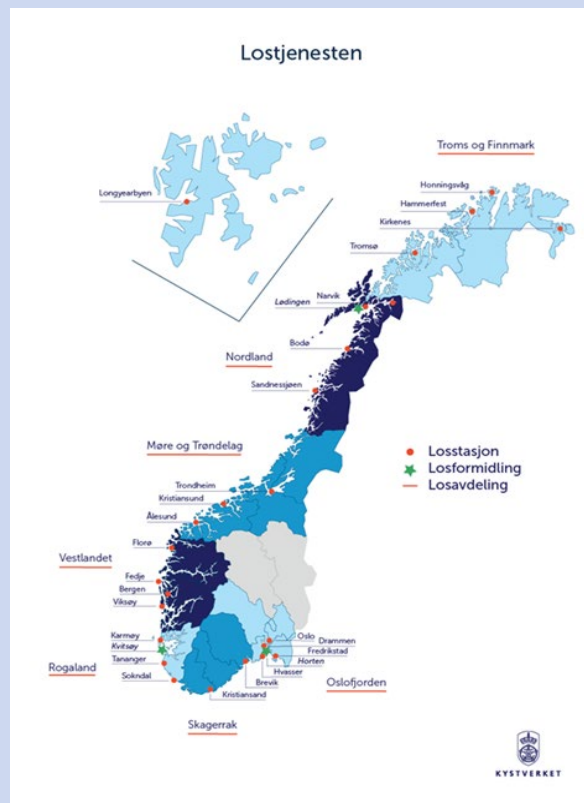 Lostjenesten
Troms og Finnmark
Longyearbyen
Honningsvåg
Hammerfest
Kirkenes
Tromsø
Narvik
Lødingen
Bodø
Nordland
Sandnessjøen
Møre og Trøndelag
Losstasjon
Losformidling
Losavdeling
Trondheim
Kristiansund
Ålesund
Florø
Vestlandet
Fedje
Bergen
Viksøy
Karmøy
Kvitsøy
Tananger
Rogaland
Sokndal
Oslo
Drammen
Fredrikstad
Horten
Hvasser
Brevik
Oslofjorden
Kristiansand
Skagerrak
KYSTVERKET